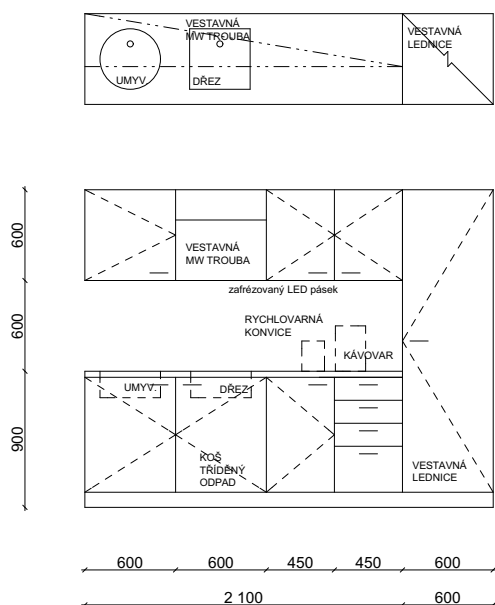 VESTAVNÁ
MW TROUBA
VESTAVNÁ
LEDNICE
UMYV.
DŘEZ
600
VESTAVNÁ
MW TROUBA
zafrézovaný LED pásek
600
RYCHLOVARNÁ
KONVICE
KÁVOVAR
UMYV.
DŘEZ
900
KOŠ
TŘÍDĚNÝ
ODPAD
VESTAVNÁ
LEDNICE
600 600 450 450 600
2 100 600